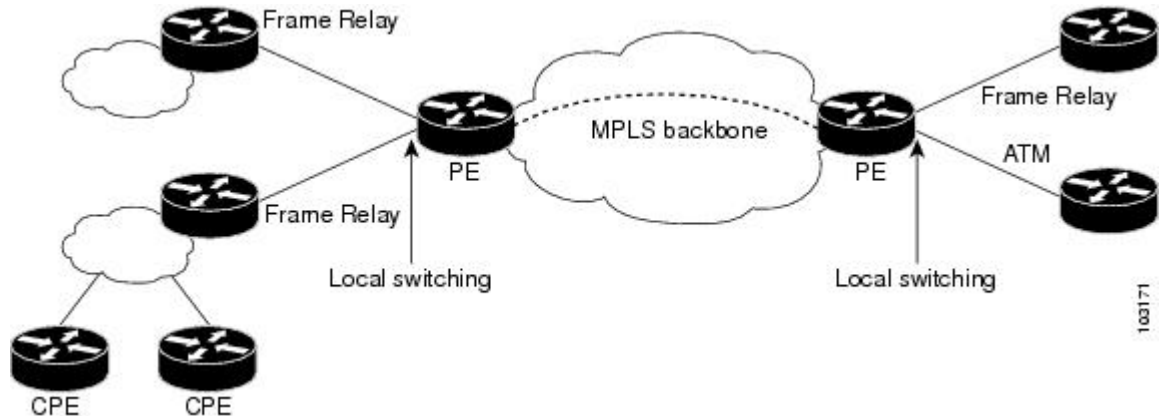 Frame Relay
Frame Relay
MPLS backbone
ATM
PE
PE
Frame Relay
Local switching
Local switching
103171
CPE
CPE